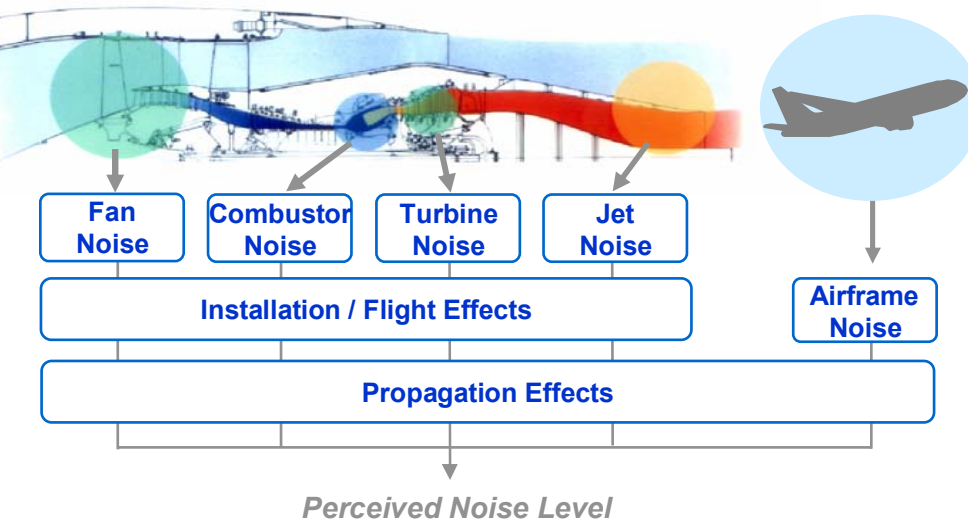 Fan
Noise
Combustor
Noise
Turbine
Noise
Jet
Noise
Installation / Flight Effects
Airframe
Noise
Propagation Effects
Perceived Noise Level